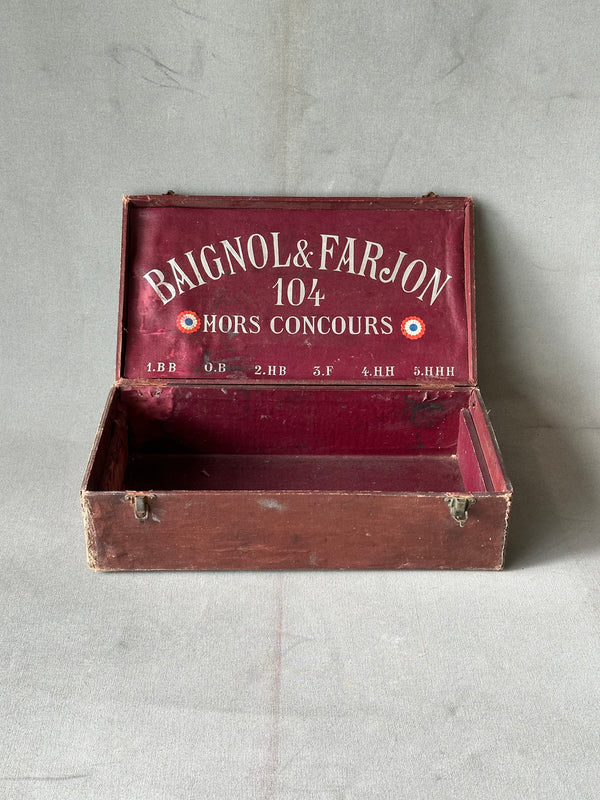 BAIGNOL & FARJON
104
MORS CONCOURS
1.BB 0.B 2.HB 3.F 4.HH 5.HHH